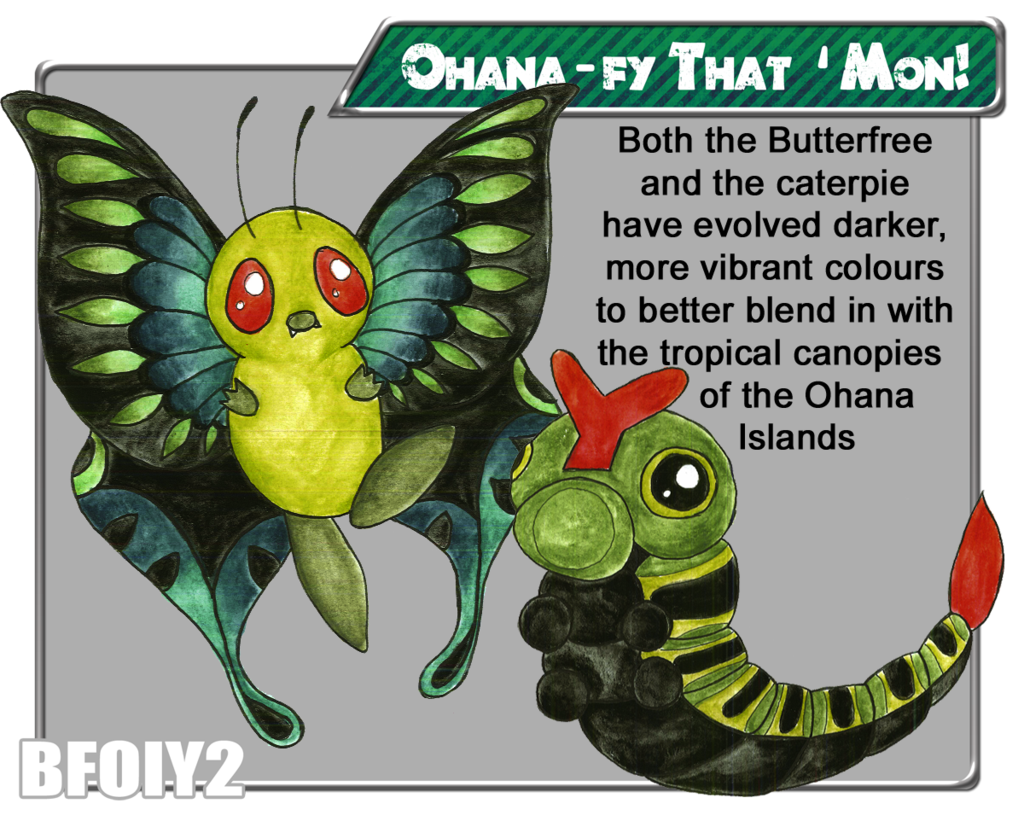 Ohana-fy That 'Mon!
Both the Butterfree
and the caterpie
have evolved darker,
more vibrant colours
to better blend in with
the tropical canopies
of the Ohana
Islands
BFOIY2